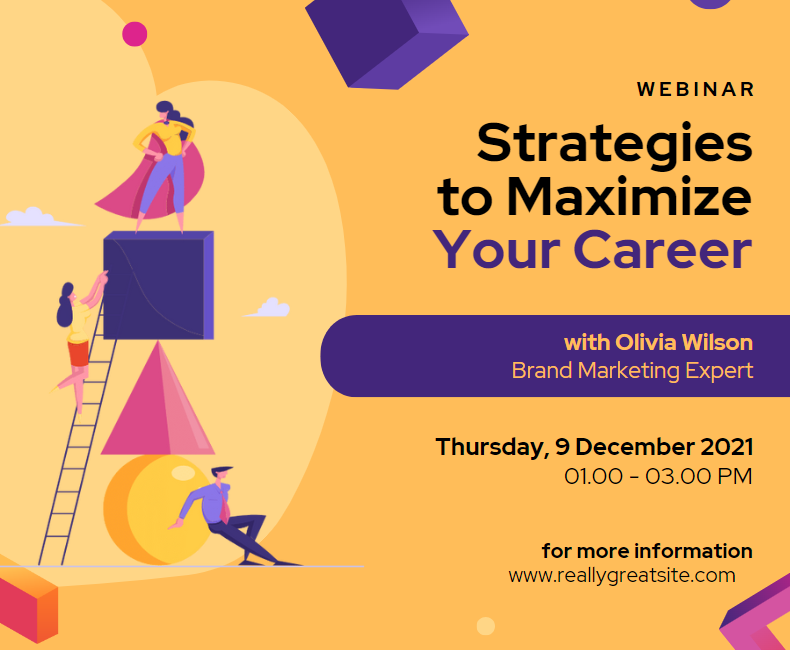 WEBINAR
Strategies
to Maximize
Your Career
with Olivia Wilson
Brand Marketing Expert
Thursday, 9 December 2021
01.00 - 03.00 PM
for more information
www.reallygreatsite.com